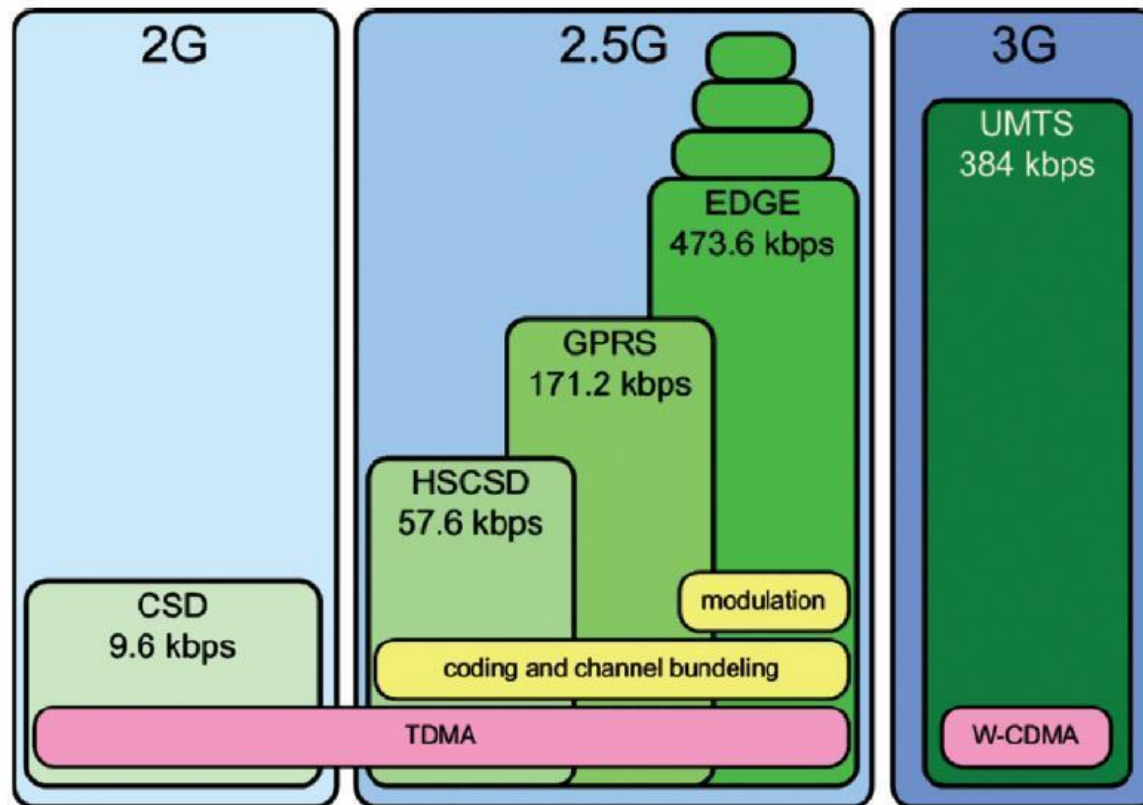 2G
2.5G
3G
UMTS
384 kbps
EDGE
473.6 kbps
GPRS
171.2 kbps
HSCSD
57.6 kbps
CSD
9.6 kbps
modulation
coding and channel bundeling
TDMA
W-CDMA